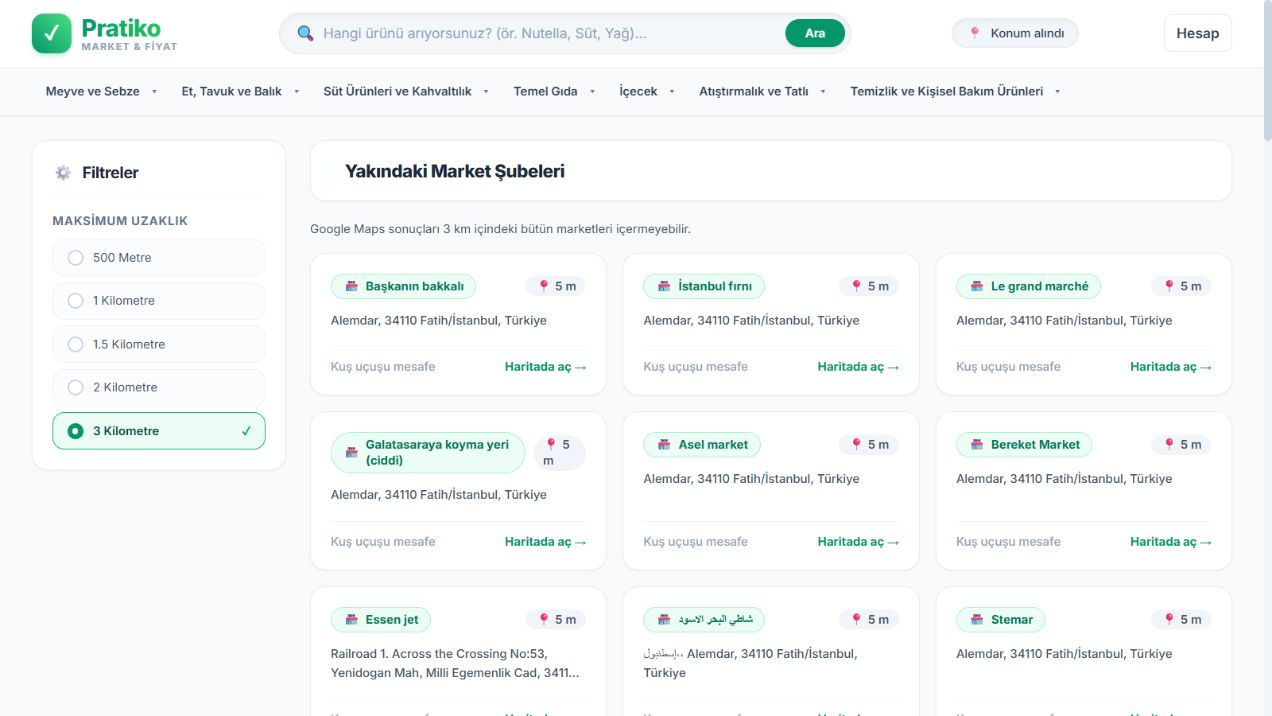 Pratiko
MARKET & FİYAT
Hangi ürünü arıyorsunuz? (ör. Nutella, Süt, Yağ)...
Ara
Konum alındı
Hesap
Meyve ve Sebze
Et, Tavuk ve Balık
Süt Ürünleri ve Kahvaltılık
Temel Gıda
İçecek
Atıştırmalık ve Tatlı
Temizlik ve Kişisel Bakım Ürünleri
Filtreler
MAKSİMUM UZAKLIK
500 Metre
1 Kilometre
1.5 Kilometre
2 Kilometre
3 Kilometre
Yakındaki Market Şubeleri
Google Maps sonuçları 3 km içindeki bütün marketleri içermeyebilir.
Başkanın bakkalı
5 m
Alemdar, 34110 Fatih/İstanbul, Türkiye
Kuş uçuşu mesafe
Haritada aç →
İstanbul fırnı
5 m
Alemdar, 34110 Fatih/İstanbul, Türkiye
Kuş uçuşu mesafe
Haritada aç →
Le grand marché
5 m
Alemdar, 34110 Fatih/İstanbul, Türkiye
Kuş uçuşu mesafe
Haritada aç →
Galatasaraya koyma yeri
(ciddi)
5
m
Alemdar, 34110 Fatih/İstanbul, Türkiye
Kuş uçuşu mesafe
Haritada aç →
Asel market
5 m
Alemdar, 34110 Fatih/İstanbul, Türkiye
Kuş uçuşu mesafe
Haritada aç →
Bereket Market
5 m
Alemdar, 34110 Fatih/İstanbul, Türkiye
Kuş uçuşu mesafe
Haritada aç →
Essen jet
5 m
Railroad 1. Across the Crossing No:53,
Yenidogan Mah, Milli Egemenlik Cad, 3411...
شاطي البحر الاسود
5 m
إسطنبول،، Alemdar, 34110 Fatih/İstanbul,
Türkiye
Stemar
5 m
Alemdar, 34110 Fatih/İstanbul, Türkiye